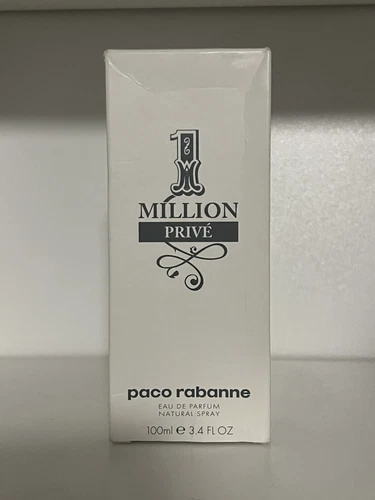 1
MILLION
PRIVÉ
paco rabanne
EAU DE PARFUM
NATURAL SPRAY
100ml e 3.4 FL OZ